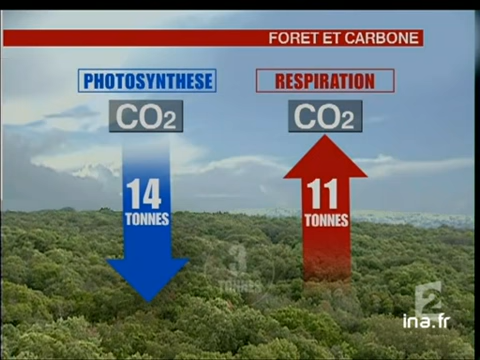 FORET ET CARBONE
PHOTOSYNTHESE
RESPIRATION
CO2
CO2
14
TONNES
11
TONNES
3
TONNES
2
ina.fr